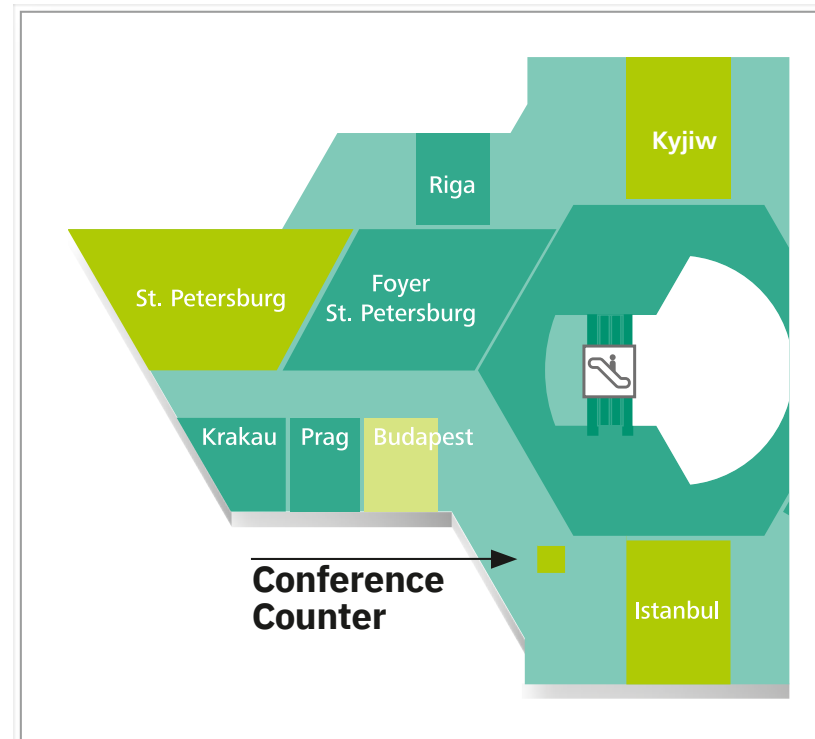 Kyjiw
Riga
St. Petersburg
Foyer
St. Petersburg
Krakau
Prag
Budapest
Conference
Counter
Istanbul